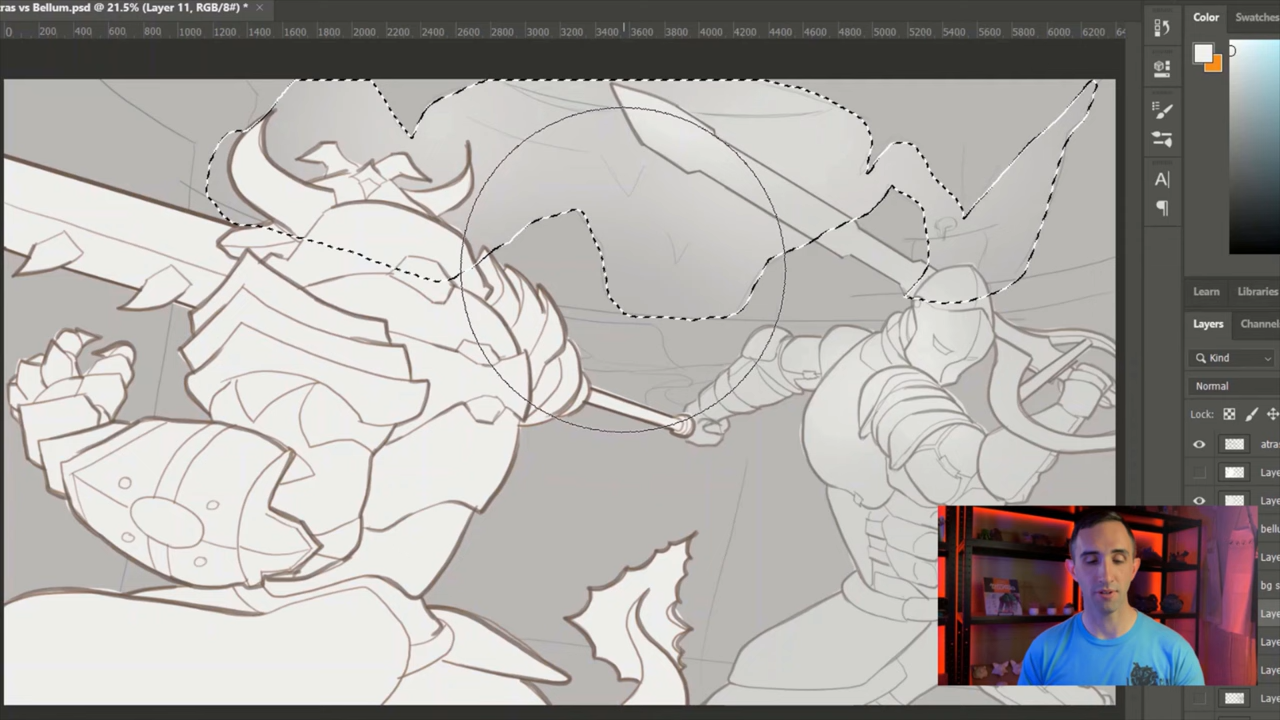 ras vs Bellum.psd @ 21.5% (Layer 11, RGB/8#) * ×
0 200 400 600 800 1000 1200 1400 1600 1800 2000 2200 2400 2600 2800 3000 3200 3400 3600 3800 4000 4200 4400 4600 4800 5000 5200 5400 5600 5800 6000 6200 64
Color Swatches
A|
¶
Learn Libraries
Layers Channel
Kind
Normal
Lock:
atras
Laye
Laye
bellu
Laye
bg s
Laye
Laye
Laye
Laye